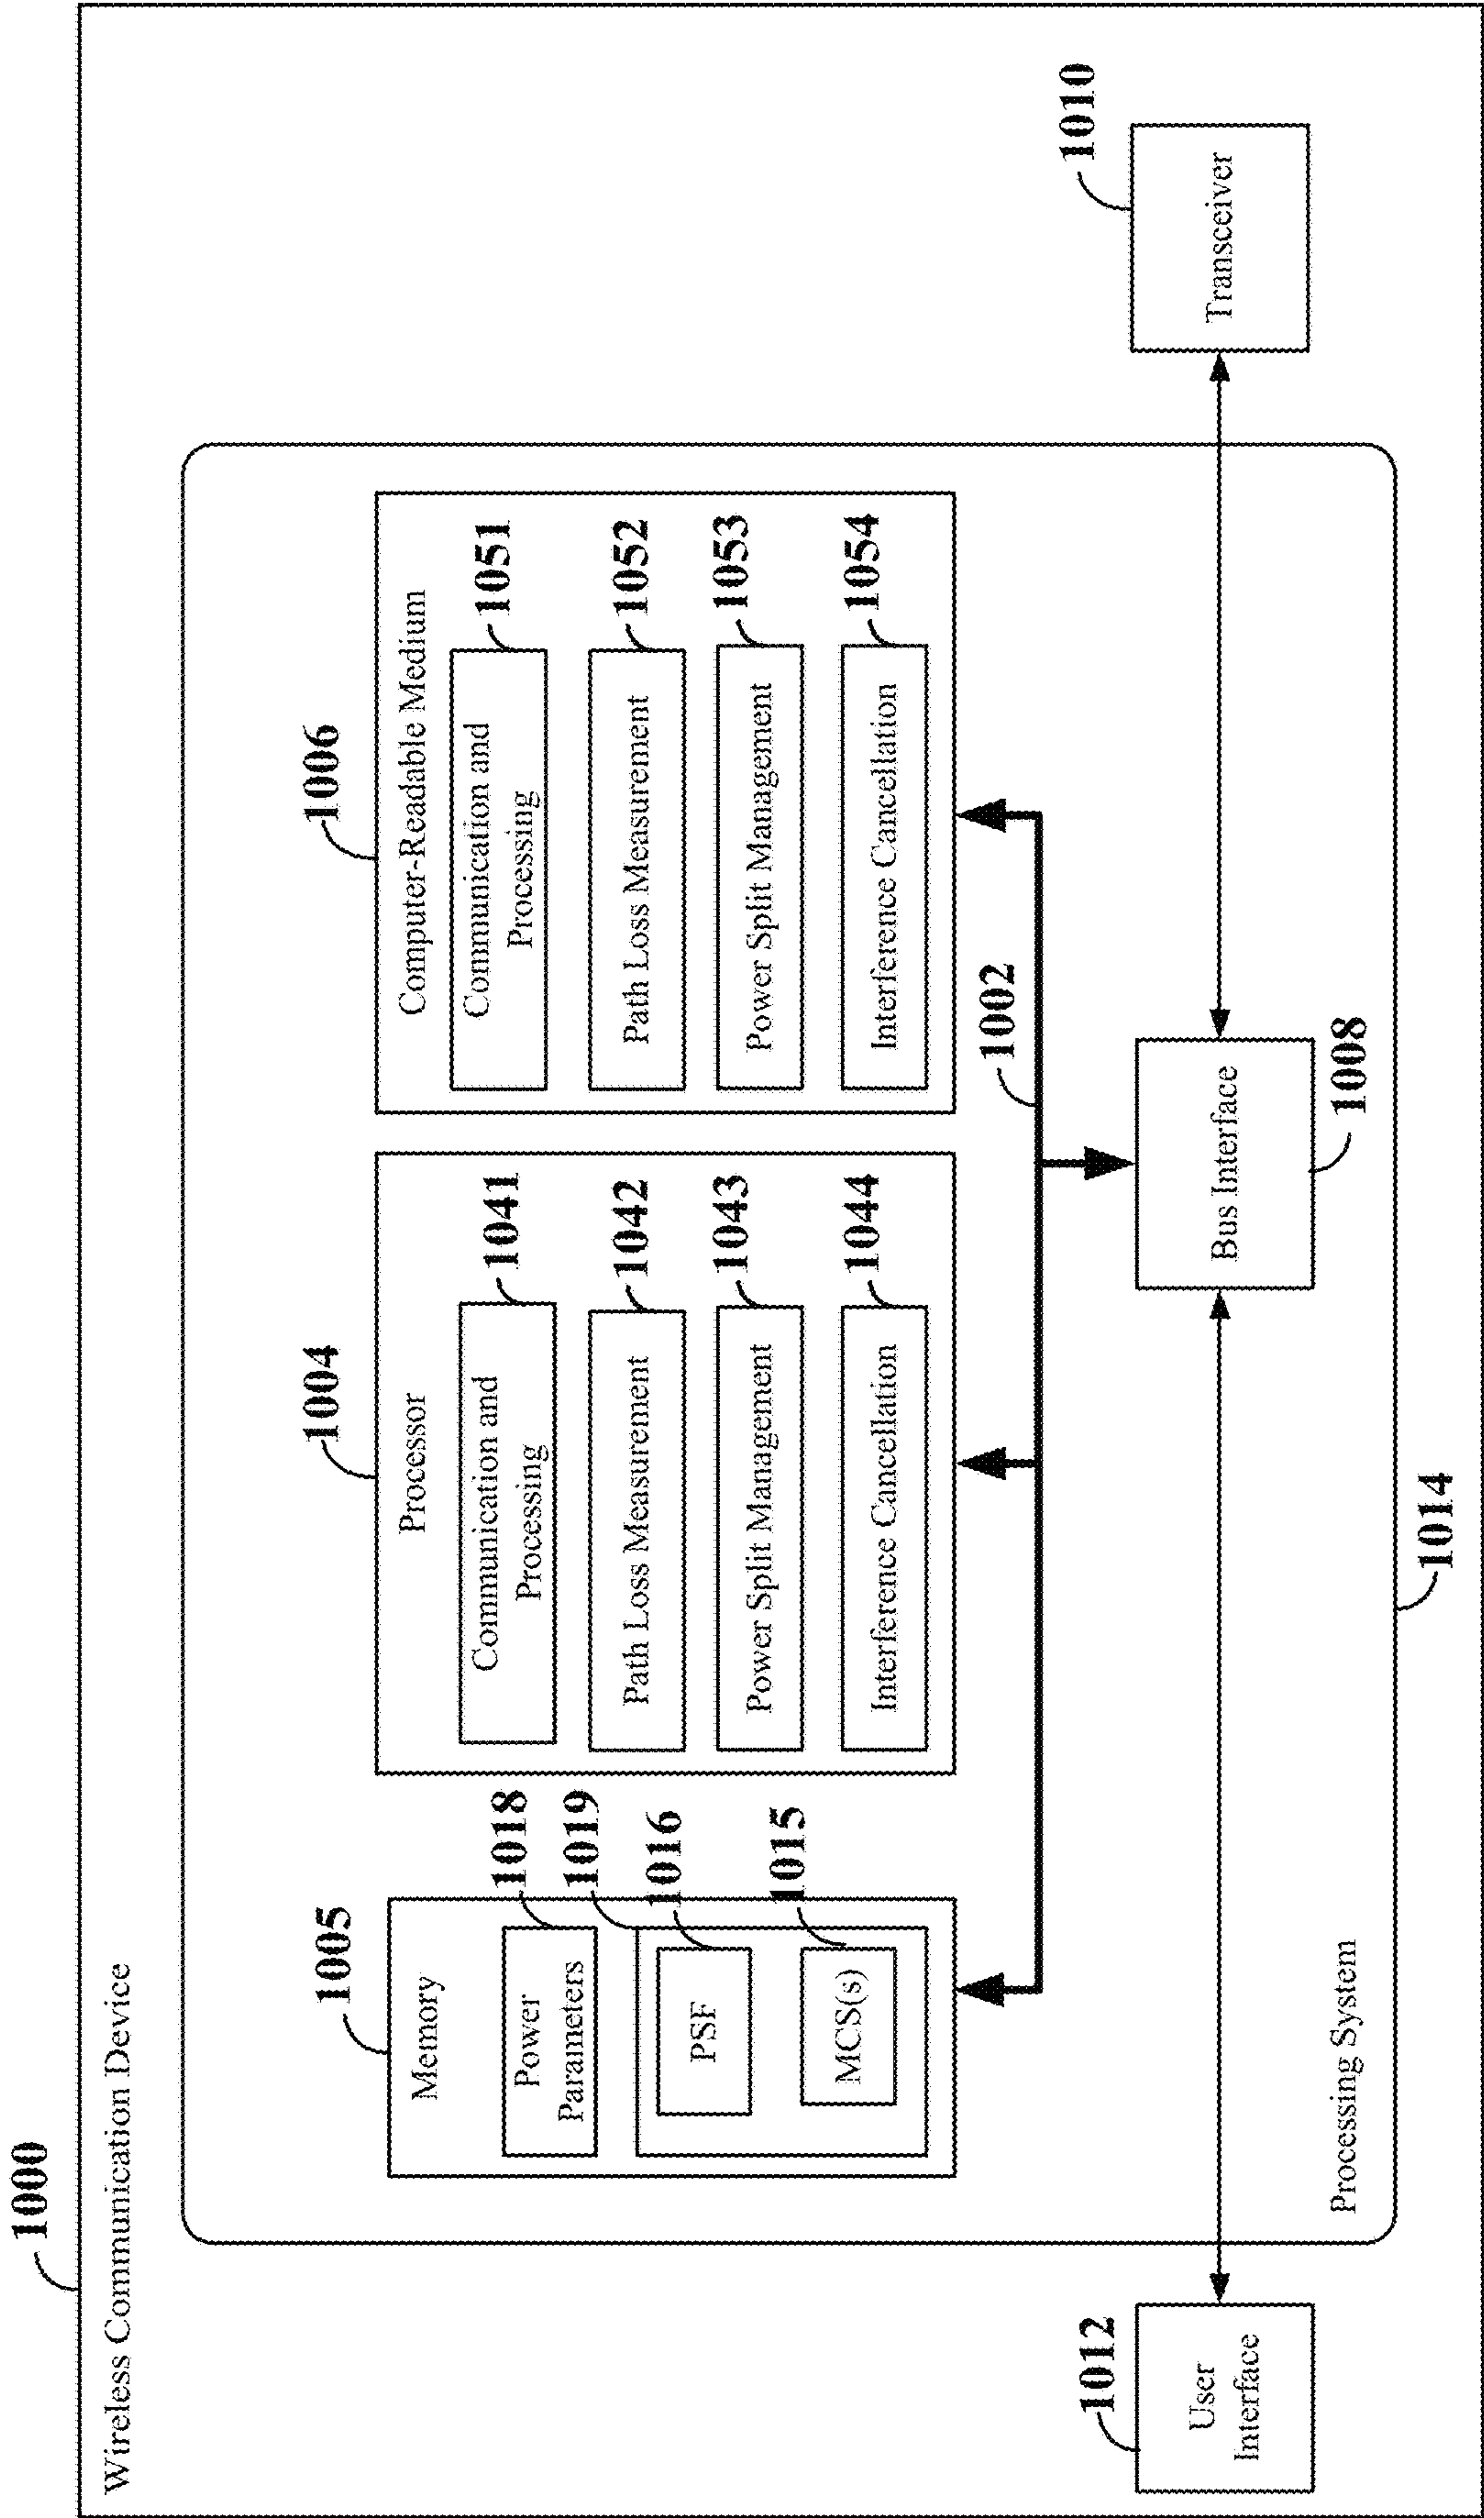 1000
Wireless Communication Device
1005
Memory
1018
Power
Parameters
1019
1016
PSF
1015
MCS(s)
1004
Processor
1041
Communication and
Processing
1042
Path Loss Measurement
1043
Power Split Management
1044
Interference Cancellation
1006
Computer-Readable Medium
1051
Communication and
Processing
1052
Path Loss Measurement
1053
Power Split Management
1054
Interference Cancellation
1002
1012
User
Interface
Bus Interface
1008
1010
Transceiver
Processing System
1014